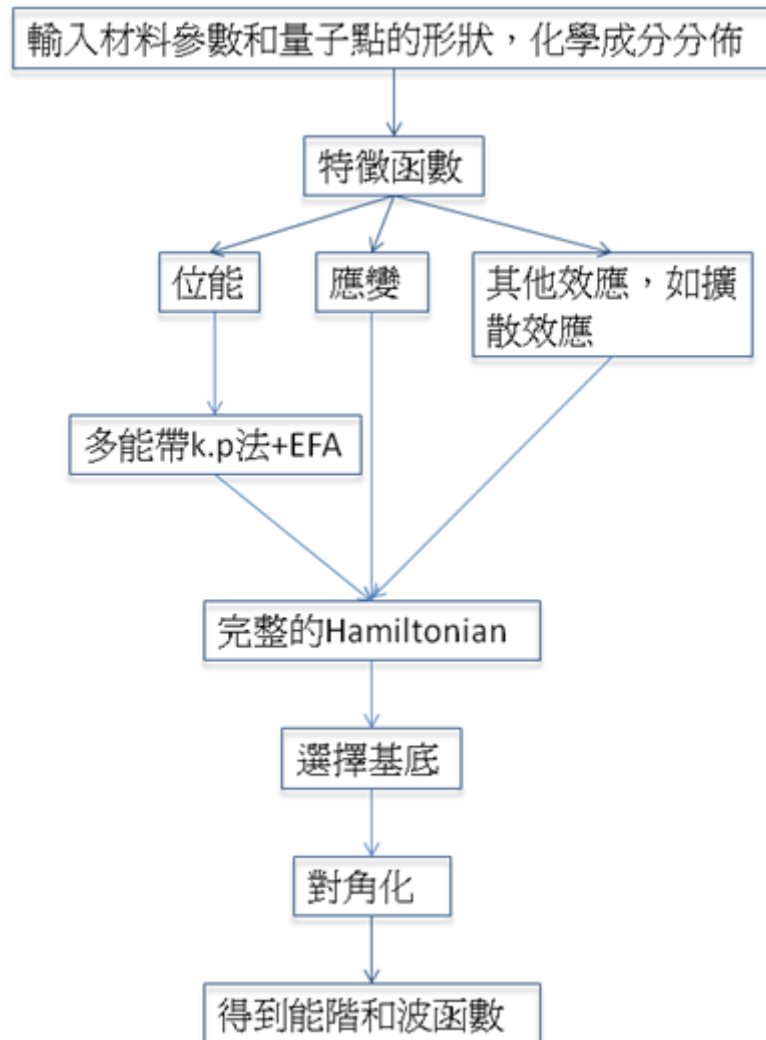 輸入材料參數和量子點的形狀，化學成分分佈
特徵函數
位能
應變
其他效應，如擴
散效應
多能帶k.p法+EFA
完整的Hamiltonian
選擇基底
對角化
得到能階和波函數